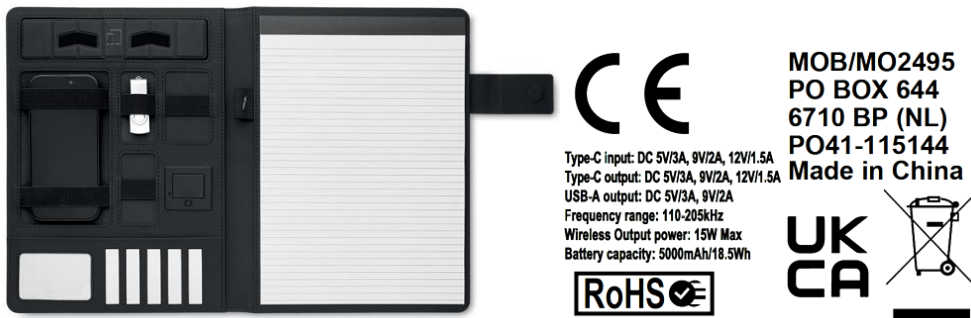 CE
Type-C input: DC 5V/3A, 9V/2A, 12V/1.5A
Type-C output: DC 5V/3A, 9V/2A, 12V/1.5A
USB-A output: DC 5V/3A, 9V/2A
Frequency range: 110-205kHz
Wireless Output power: 15W Max
Battery capacity: 5000mAh/18.5Wh
RoHS CE
MOB/MO2495
PO BOX 644
6710 BP (NL)
PO41-115144
Made in China
UK
CA